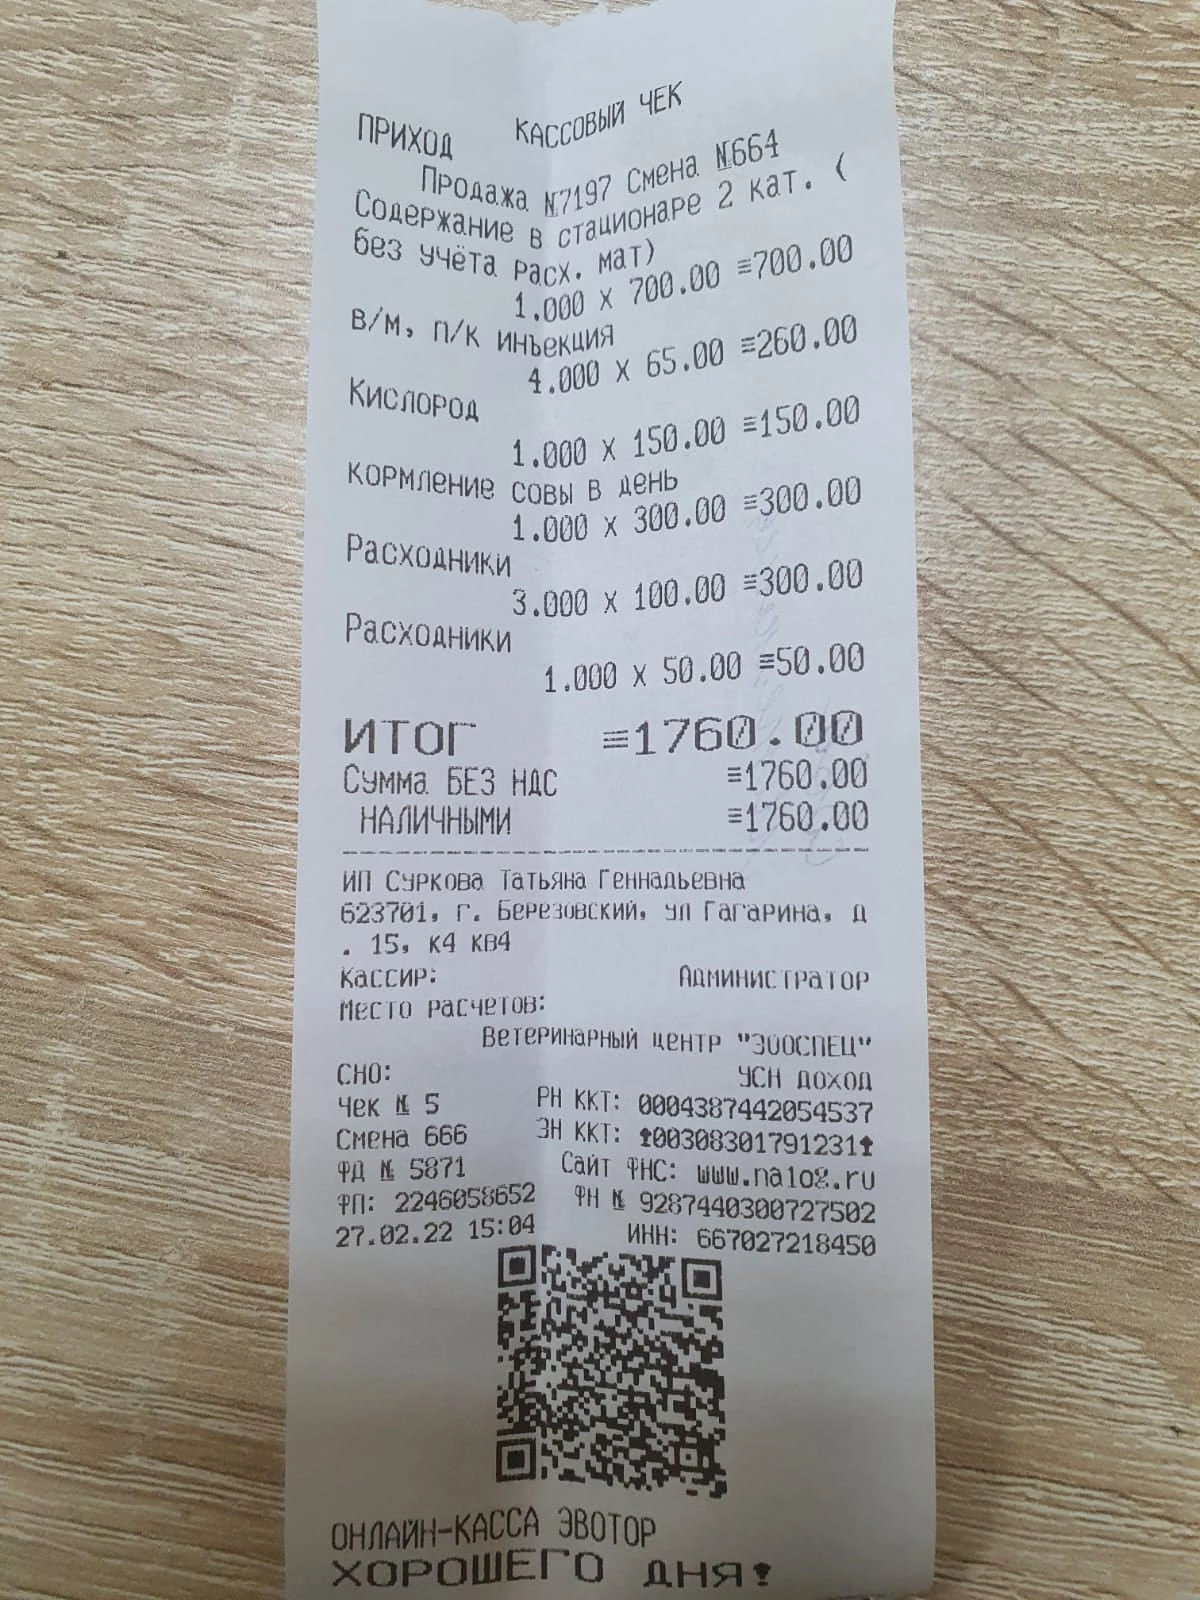 КАССОВЫЙ ЧЕК
ПРИХОД
Продажа №7197 Смена №664
Содержание в стационаре 2 кат. (
без учёта расх. мат)
1.000 x 700.00 ≡700.00
в/м, п/к инъекция
4.000 x 65.00 ≡260.00
Кислород
1.000 x 150.00 ≡150.00
кормление совы в день
1.000 x 300.00 ≡300.00
Расходники
3.000 x 100.00 ≡300.00
Расходники
1.000 x 50.00 ≡50.00
ИТОГ ≡1760.00
Сумма БЕЗ НДС ≡1760.00
НАЛИЧНЫМИ ≡1760.00
ИП Суркова Татьяна Геннадьевна
623701, г. Березовский, ул Гагарина, д
. 15, к4 кв4
Кассир: Администратор
Место расчетов:
Ветеринарный центр "ЗООСПЕЦ"
СНО: УСН доход
Чек № 5 РН ККТ: 0004387442054537
Смена 666 ЗН ККТ: 00308301791231
ФД № 5871 Сайт ФНС: www.nalog.ru
ФП: 2246058652 ФН № 9287440300727502
27.02.22 15:04 ИНН: 667027218450
ОНЛАЙН-КАССА ЭВОТОР
ХОРОШЕГО ДНЯ!